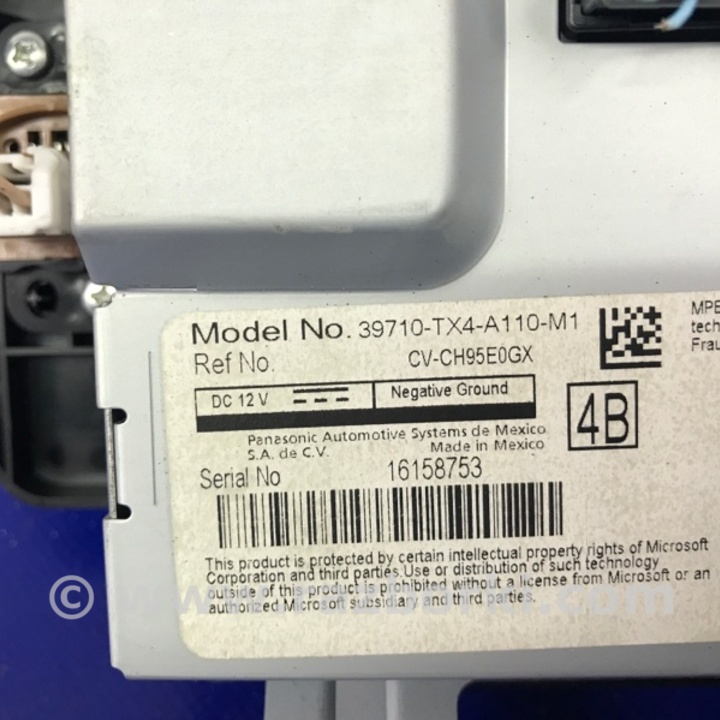 Model No. 39710-TX4-A110-M1
Ref No. CV-CH95E0GX
DC 12 V Negative Ground
Panasonic Automotive Systems de Mexico
S.A. de C.V. Made in Mexico
4B
Serial No 16158753
This product is protected by certain intellectual property rights of Microsoft
Corporation and third parties.Use or distribution of such technology
outside of this product is prohibited without a license from Microsoft or an
authorized Microsoft subsidiary and third parties.
MPE
tech
Frau
©